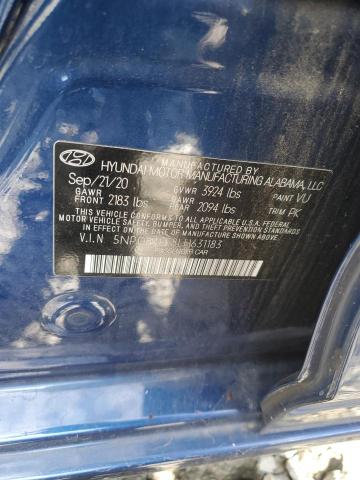 MANUFACTURED BY
HYUNDAI MOTOR MANUFACTURING ALABAMA, LLC
Sep/21/20 GVWR 3924 lbs PAINT VU
GAWR FRONT 2183 lbs GAWR REAR 2094 lbs TRIM PK
THIS VEHICLE CONFORMS TO ALL APPLICABLE FEDERAL
MOTOR VEHICLE SAFETY, BUMPER, AND THEFT PREVENTION STANDARDS
IN EFFECT ON THE DATE OF MANUFACTURE SHOWN ABOVE.
V.I.N
PASSENGER CAR